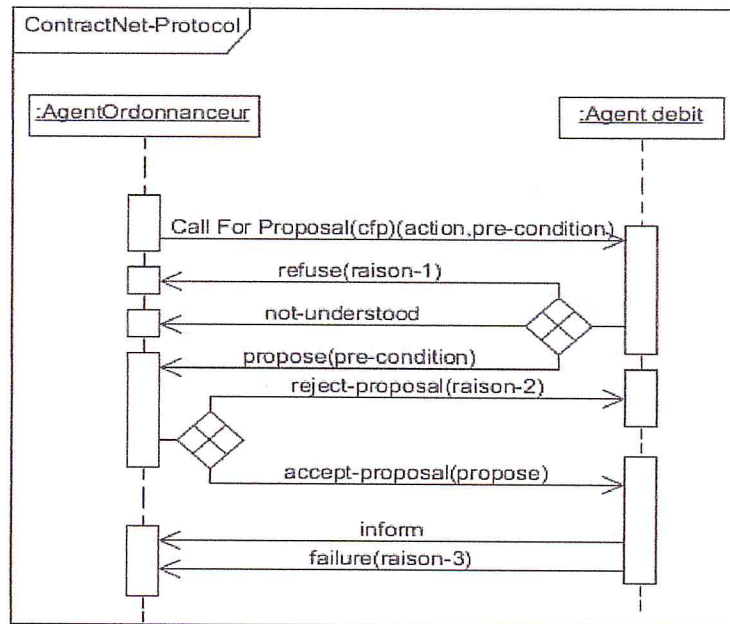 ContractNet-Protocol
:AgentOrdonnanceur
:Agent debit
Call For Proposal(cfp)(action,pre-condition)
refuse(raison-1)
not-understood
propose(pre-condition)
reject-proposal(raison-2)
accept-proposal(propose)
inform
failure(raison-3)